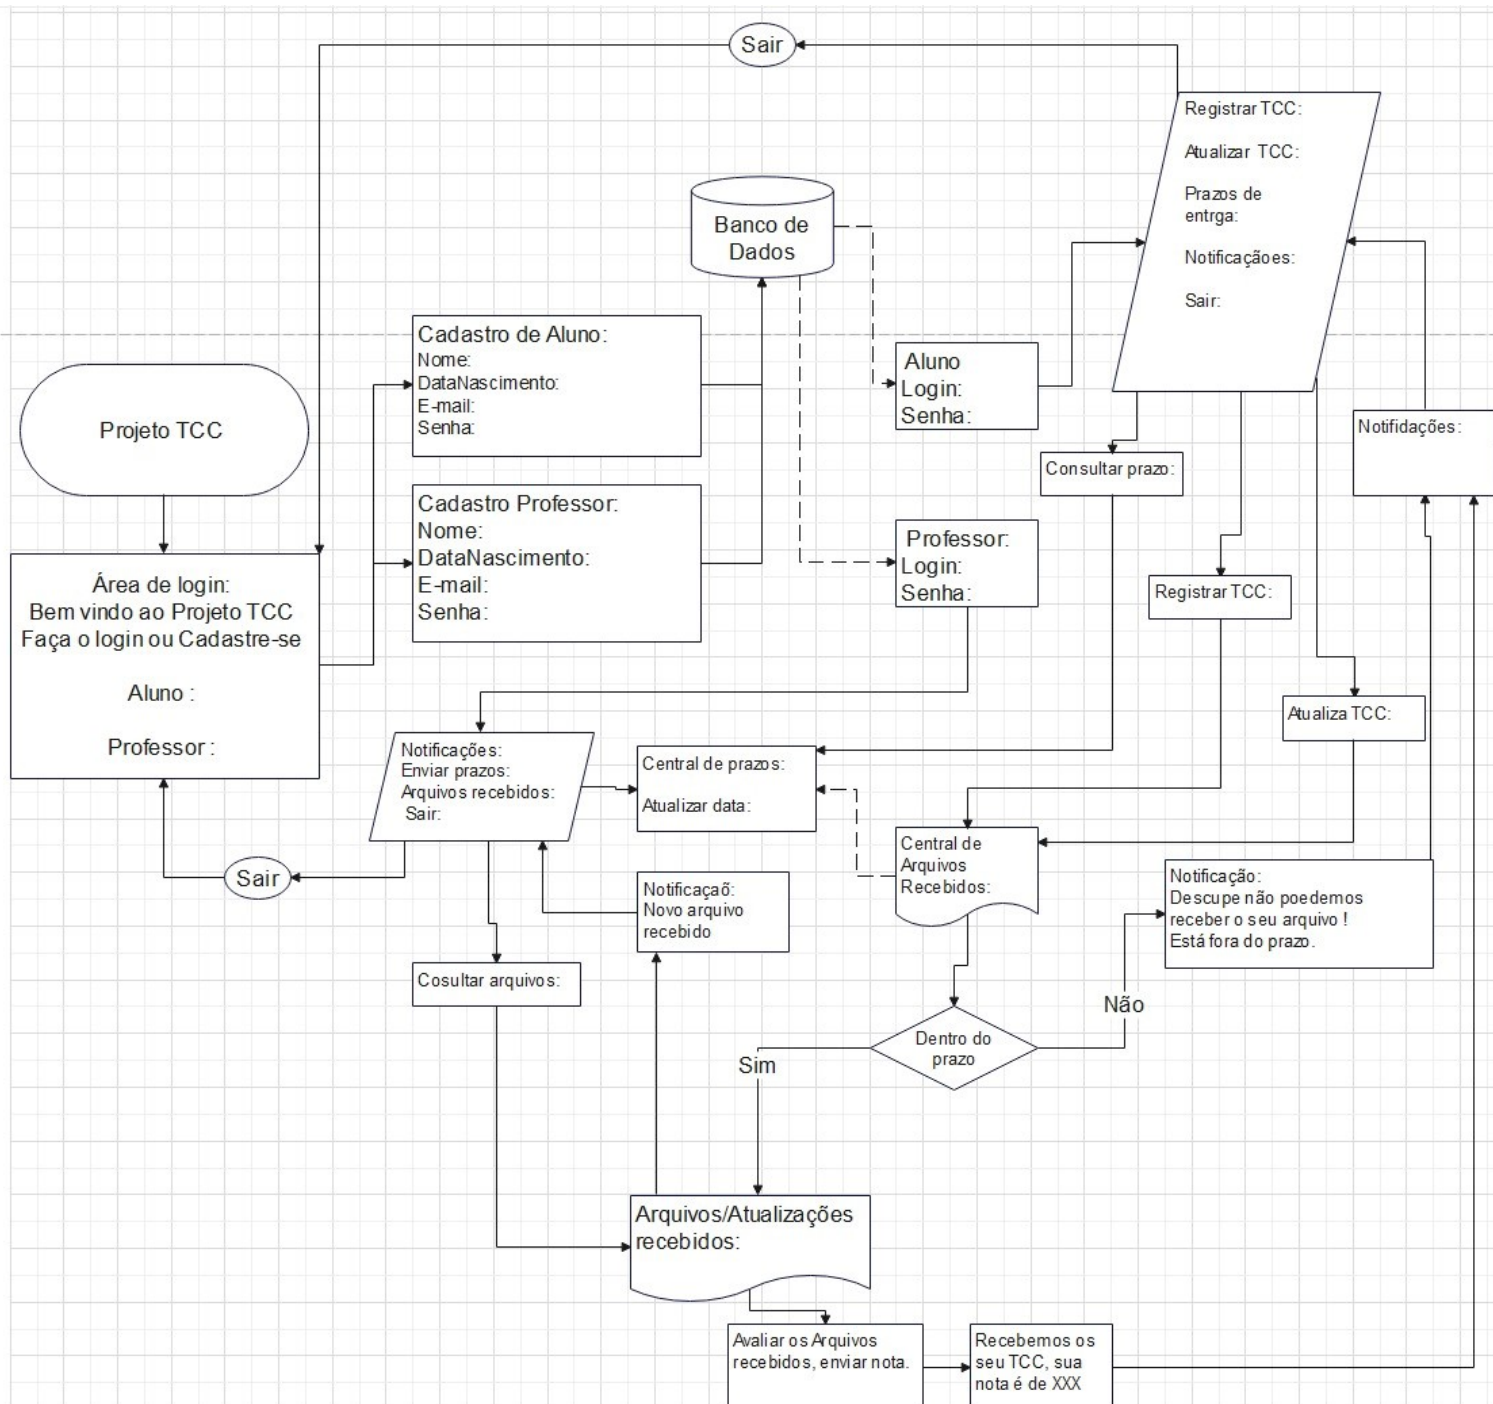 Sair
Registrar TCC:
Atualizar TCC:
Prazos de
entrga:
Notificaçãoes:
Sair:
Banco de
Dados
Cadastro de Aluno:
Nome:
DataNascimento:
E-mail:
Senha:
Aluno
Login:
Senha:
Projeto TCC
Notifidações:
Consultar prazo:
Cadastro Professor:
Nome:
DataNascimento:
E-mail:
Senha:
Professor:
Login:
Senha:
Área de login:
Bem vindo ao Projeto TCC
Faça o login ou Cadastre-se
Aluno :
Professor :
Registrar TCC:
Atualiza TCC:
Notificações:
Enviar prazos:
Arquivos recebidos:
Sair:
Central de prazos:
Atualizar data:
Central de
Arquivos
Recebidos:
Sair
Notificaçaõ:
Novo arquivo
recebido
Notificação:
Descupe não poedemos
receber o seu arquivo !
Está fora do prazo.
Cosultar arquivos:
Não
Dentro do
prazo
Sim
Arquivos/Atualizações
recebidos:
Avaliar os Arquivos
recebidos, enviar nota.
Recebemos os
seu TCC, sua
nota é de XXX